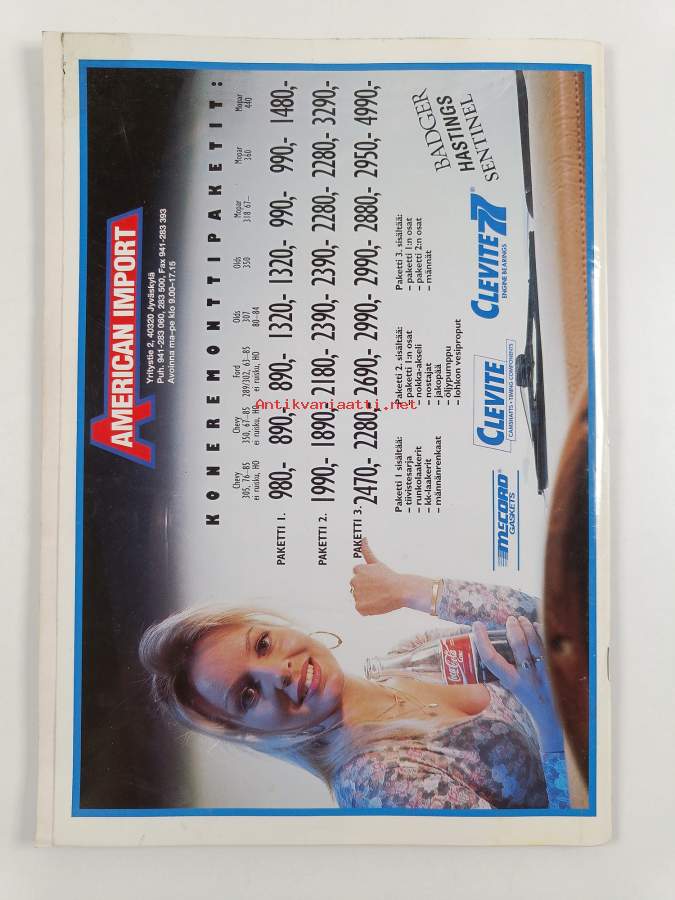 AMERICAN IMPORT
Yritystie 2, 40320 Jyväskylä
Puh. 941-283 060, 283 500, Fax 941-283 393
Avoinna ma-pe klo 9.00-17.15
KONEREMONTTIPAKETIT:
Chevy 305, 76-85 ei ruisku, HO
Chevy 350, 67-85 ei ruisku, HO
Ford 289/302, 63-85 ei ruisku, HO
Olds 307 80-84
Olds 350
Mopar 318 67-
Mopar 360
Mopar 440
PAKETTI 1. 980,- 890,- 890,- 1320,- 1320,- 990,- 990,- 1480,-
PAKETTI 2. 1990,- 1890,- 2180,- 2390,- 2390,- 2280,- 2280,- 3290,-
PAKETTI 3. 2470,- 2280,- 2690,- 2990,- 2990,- 2880,- 2950,- 4990,-
Paketti 1 sisältää:
– tiivistesarja
– runkolaakerit
– kk-laakerit
– männänrenkaat
Paketti 2. sisältää:
– paketti 1:n osat
– nokka-akseli
– nostajat
– jakopää
– öljypumppu
– lohkon vesiproput
Paketti 3. sisältää:
– paketti 1:n osat
– paketti 2:n osat
– männät
BADGER
HASTINGS
SENTINEL
McCORD
GASKETS
CLEVITE
CAMSHAFTS • TIMING COMPONENTS
CLEVITE 77®
ENGINE BEARINGS
Coca-Cola
Antikvariaatti.net